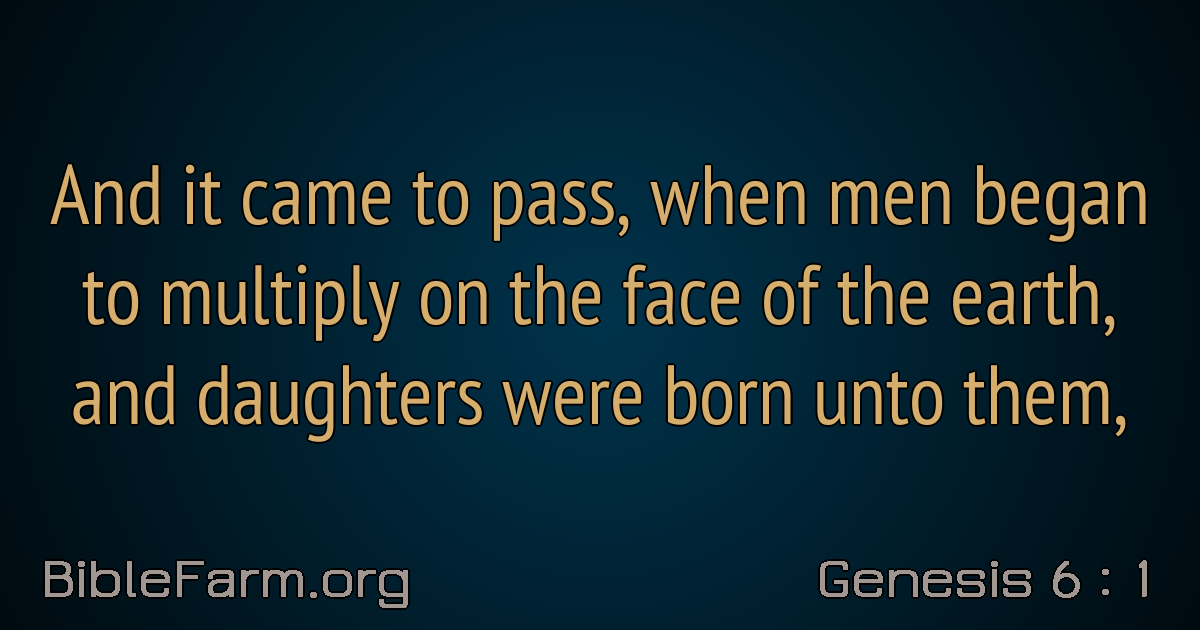 And it came to pass, when men began
to multiply on the face of the earth,
and daughters were born unto them,
BibleFarm.org
Genesis 6 : 1